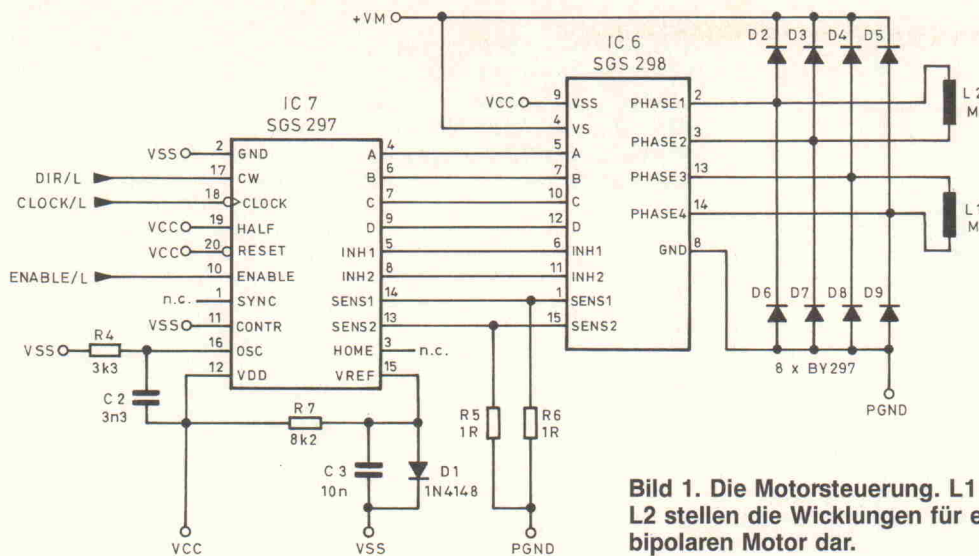 +VM
D2 D3 D4 D5
IC 6
SGS 298
IC 7
SGS 297
VCC 9 VSS PHASE1 2
4 VS
L2
M
VSS 2 GND A 4 5 A PHASE2 3
DIR/L 17 CW B 6 7 B PHASE3 13
CLOCK/L 18 CLOCK C 7 10 C
L1
M
VCC 19 HALF D 9 12 D PHASE4 14
VCC 20 RESET INH1 5 6 INH1 GND 8
ENABLE/L 10 ENABLE INH2 8 11 INH2
n.c. 1 SYNC SENS1 14 1 SENS1
D6 D7 D8 D9
VSS 11 CONTR SENS2 13 15 SENS2
VSS R4 3k3 16 OSC HOME 3 n.c.
12 VDD VREF 15
8 x BY297
PGND
C2
3n3
R7
8k2
R5
1R
R6
1R
C3
10n
D1
1N4148
VCC VSS PGND
Bild 1. Die Motorsteuerung. L1
L2 stellen die Wicklungen für e
bipolaren Motor dar.